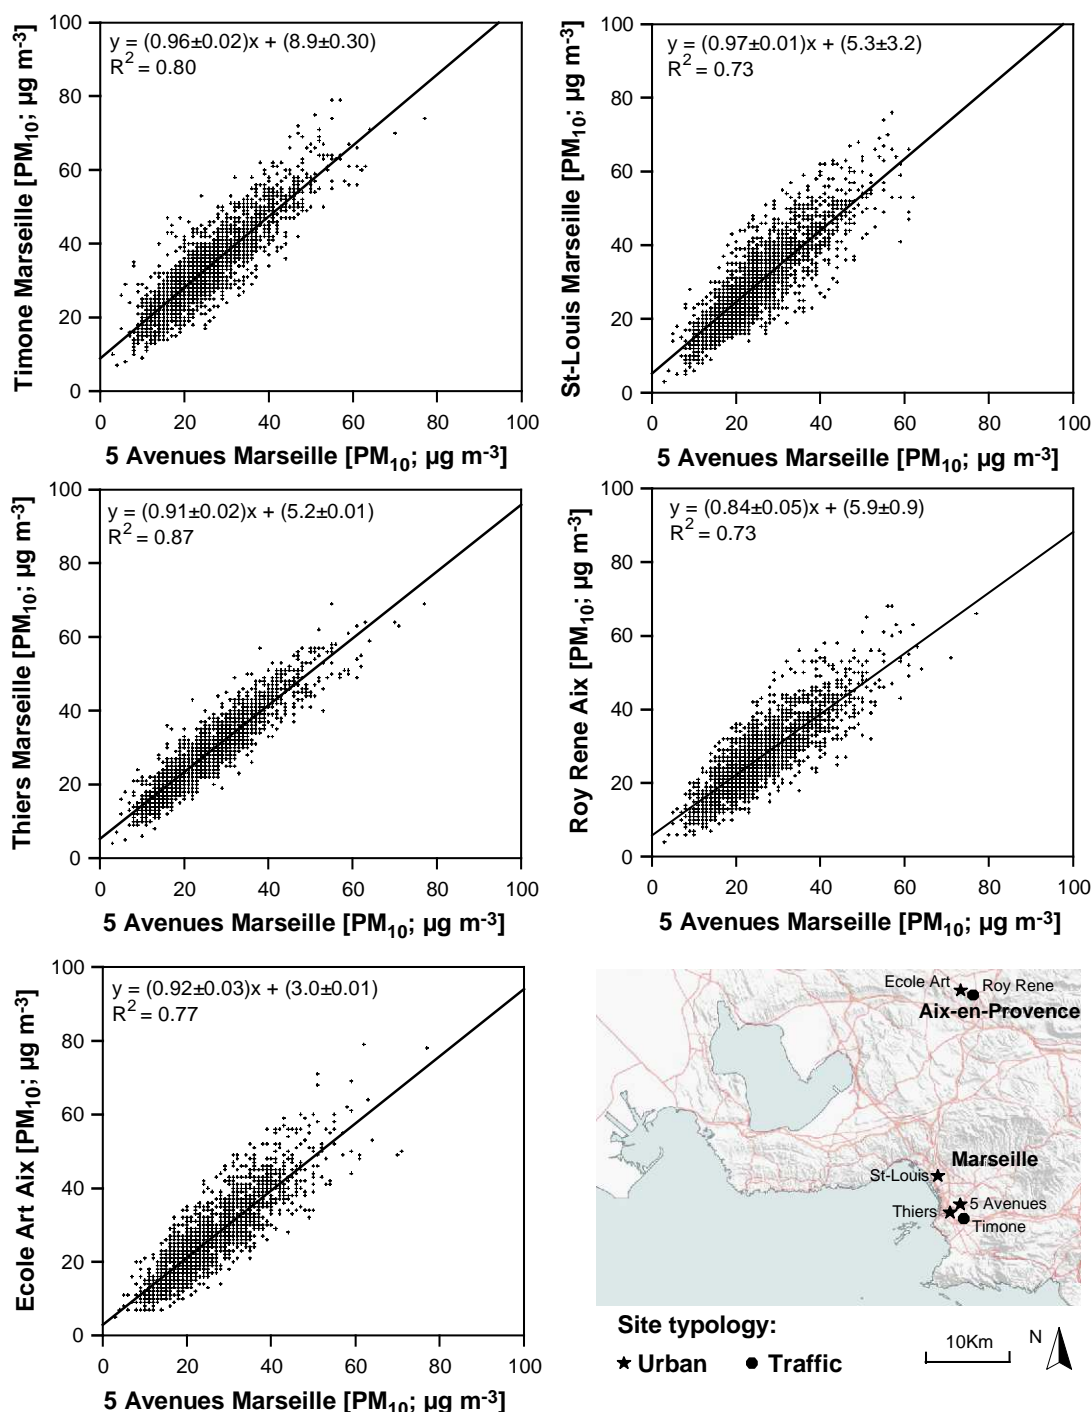 y = (0.96±0.02)x + (8.9±0.30)
R² = 0.80
100
80
60
40
20
0
0 20 40 60 80 100
Timone Marseille [PM₁₀; µg m⁻³]
5 Avenues Marseille [PM₁₀; µg m⁻³]
y = (0.97±0.01)x + (5.3±3.2)
R² = 0.73
100
80
60
40
20
0
0 20 40 60 80 100
St-Louis Marseille [PM₁₀; µg m⁻³]
5 Avenues Marseille [PM₁₀; µg m⁻³]
y = (0.91±0.02)x + (5.2±0.01)
R² = 0.87
100
80
60
40
20
0
0 20 40 60 80 100
Thiers Marseille [PM₁₀; µg m⁻³]
5 Avenues Marseille [PM₁₀; µg m⁻³]
y = (0.84±0.05)x + (5.9±0.9)
R² = 0.73
100
80
60
40
20
0
0 20 40 60 80 100
Roy Rene Aix [PM₁₀; µg m⁻³]
5 Avenues Marseille [PM₁₀; µg m⁻³]
y = (0.92±0.03)x + (3.0±0.01)
R² = 0.77
100
80
60
40
20
0
0 20 40 60 80 100
Ecole Art Aix [PM₁₀; µg m⁻³]
5 Avenues Marseille [PM₁₀; µg m⁻³]
Ecole Art Roy Rene
Aix-en-Provence
Marseille
St-Louis
5 Avenues
Thiers
Timone
Site typology:
Urban Traffic
10Km
N